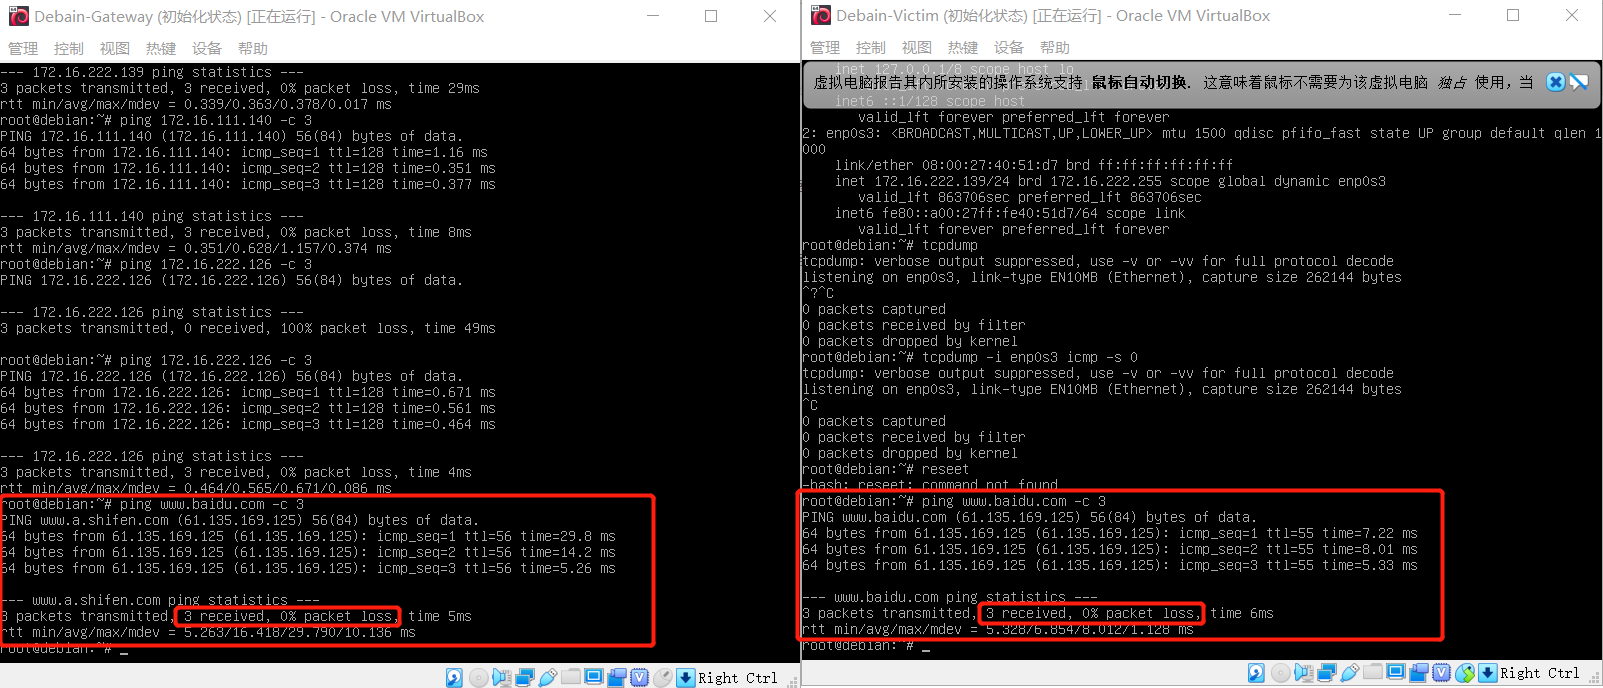 Debain-Gateway (初始化状态) [正在运行] - Oracle VM VirtualBox
管理 控制 视图 热键 设备 帮助
--- 172.16.222.139 ping statistics ---
3 packets transmitted, 3 received, 0% packet loss, time 29ms
rtt min/avg/max/mdev = 0.339/0.363/0.378/0.017 ms
root@debian:~# ping 172.16.111.140 -c 3
PING 172.16.111.140 (172.16.111.140) 56(84) bytes of data.
64 bytes from 172.16.111.140: icmp_seq=1 ttl=128 time=1.16 ms
64 bytes from 172.16.111.140: icmp_seq=2 ttl=128 time=0.351 ms
64 bytes from 172.16.111.140: icmp_seq=3 ttl=128 time=0.377 ms
--- 172.16.111.140 ping statistics ---
3 packets transmitted, 3 received, 0% packet loss, time 8ms
rtt min/avg/max/mdev = 0.351/0.628/1.157/0.374 ms
root@debian:~# ping 172.16.222.126 -c 3
PING 172.16.222.126 (172.16.222.126) 56(84) bytes of data.
--- 172.16.222.126 ping statistics ---
3 packets transmitted, 0 received, 100% packet loss, time 49ms
root@debian:~# ping 172.16.222.126 -c 3
PING 172.16.222.126 (172.16.222.126) 56(84) bytes of data.
64 bytes from 172.16.222.126: icmp_seq=1 ttl=128 time=0.671 ms
64 bytes from 172.16.222.126: icmp_seq=2 ttl=128 time=0.561 ms
64 bytes from 172.16.222.126: icmp_seq=3 ttl=128 time=0.464 ms
--- 172.16.222.126 ping statistics ---
3 packets transmitted, 3 received, 0% packet loss, time 4ms
rtt min/avg/max/mdev = 0.464/0.565/0.671/0.086 ms
root@debian:~# ping www.baidu.com -c 3
PING www.a.shifen.com (61.135.169.125) 56(84) bytes of data.
64 bytes from 61.135.169.125 (61.135.169.125): icmp_seq=1 ttl=56 time=29.8 ms
64 bytes from 61.135.169.125 (61.135.169.125): icmp_seq=2 ttl=56 time=14.2 ms
64 bytes from 61.135.169.125 (61.135.169.125): icmp_seq=3 ttl=56 time=5.26 ms
--- www.a.shifen.com ping statistics ---
3 packets transmitted, 3 received, 0% packet loss, time 5ms
rtt min/avg/max/mdev = 5.263/16.418/29.790/10.136 ms
root@debian:~# _
Right Ctrl
Debain-Victim (初始化状态) [正在运行] - Oracle VM VirtualBox
管理 控制 视图 热键 设备 帮助
inet 127.0.0.1/8 scope host lo
虚拟电脑报告其内所安装的操作系统支持 鼠标自动切换. 这意味着鼠标不需要为该虚拟电脑 独占 使用，当
inet6 ::1/128 scope host
valid_lft forever preferred_lft forever
2: enp0s3: <BROADCAST,MULTICAST,UP,LOWER_UP> mtu 1500 qdisc pfifo_fast state UP group default qlen 1
000
link/ether 08:00:27:40:51:d7 brd ff:ff:ff:ff:ff:ff
inet 172.16.222.139/24 brd 172.16.222.255 scope global dynamic enp0s3
valid_lft 863706sec preferred_lft 863706sec
inet6 fe80::a00:27ff:fe40:51d7/64 scope link
valid_lft forever preferred_lft forever
root@debian:~# tcpdump
tcpdump: verbose output suppressed, use -v or -vv for full protocol decode
listening on enp0s3, link-type EN10MB (Ethernet), capture size 262144 bytes
^?^C
0 packets captured
0 packets received by filter
0 packets dropped by kernel
root@debian:~# tcpdump -i enp0s3 icmp -s 0
tcpdump: verbose output suppressed, use -v or -vv for full protocol decode
listening on enp0s3, link-type EN10MB (Ethernet), capture size 262144 bytes
^C
0 packets captured
0 packets received by filter
0 packets dropped by kernel
root@debian:~# reseet
-bash: reseet: command not found
root@debian:~# ping www.baidu.com -c 3
PING www.baidu.com (61.135.169.125) 56(84) bytes of data.
64 bytes from 61.135.169.125 (61.135.169.125): icmp_seq=1 ttl=55 time=7.22 ms
64 bytes from 61.135.169.125 (61.135.169.125): icmp_seq=2 ttl=55 time=8.01 ms
64 bytes from 61.135.169.125 (61.135.169.125): icmp_seq=3 ttl=55 time=5.33 ms
--- www.baidu.com ping statistics ---
3 packets transmitted, 3 received, 0% packet loss, time 6ms
rtt min/avg/max/mdev = 5.328/6.854/8.012/1.128 ms
root@debian:~# _
Right Ctrl